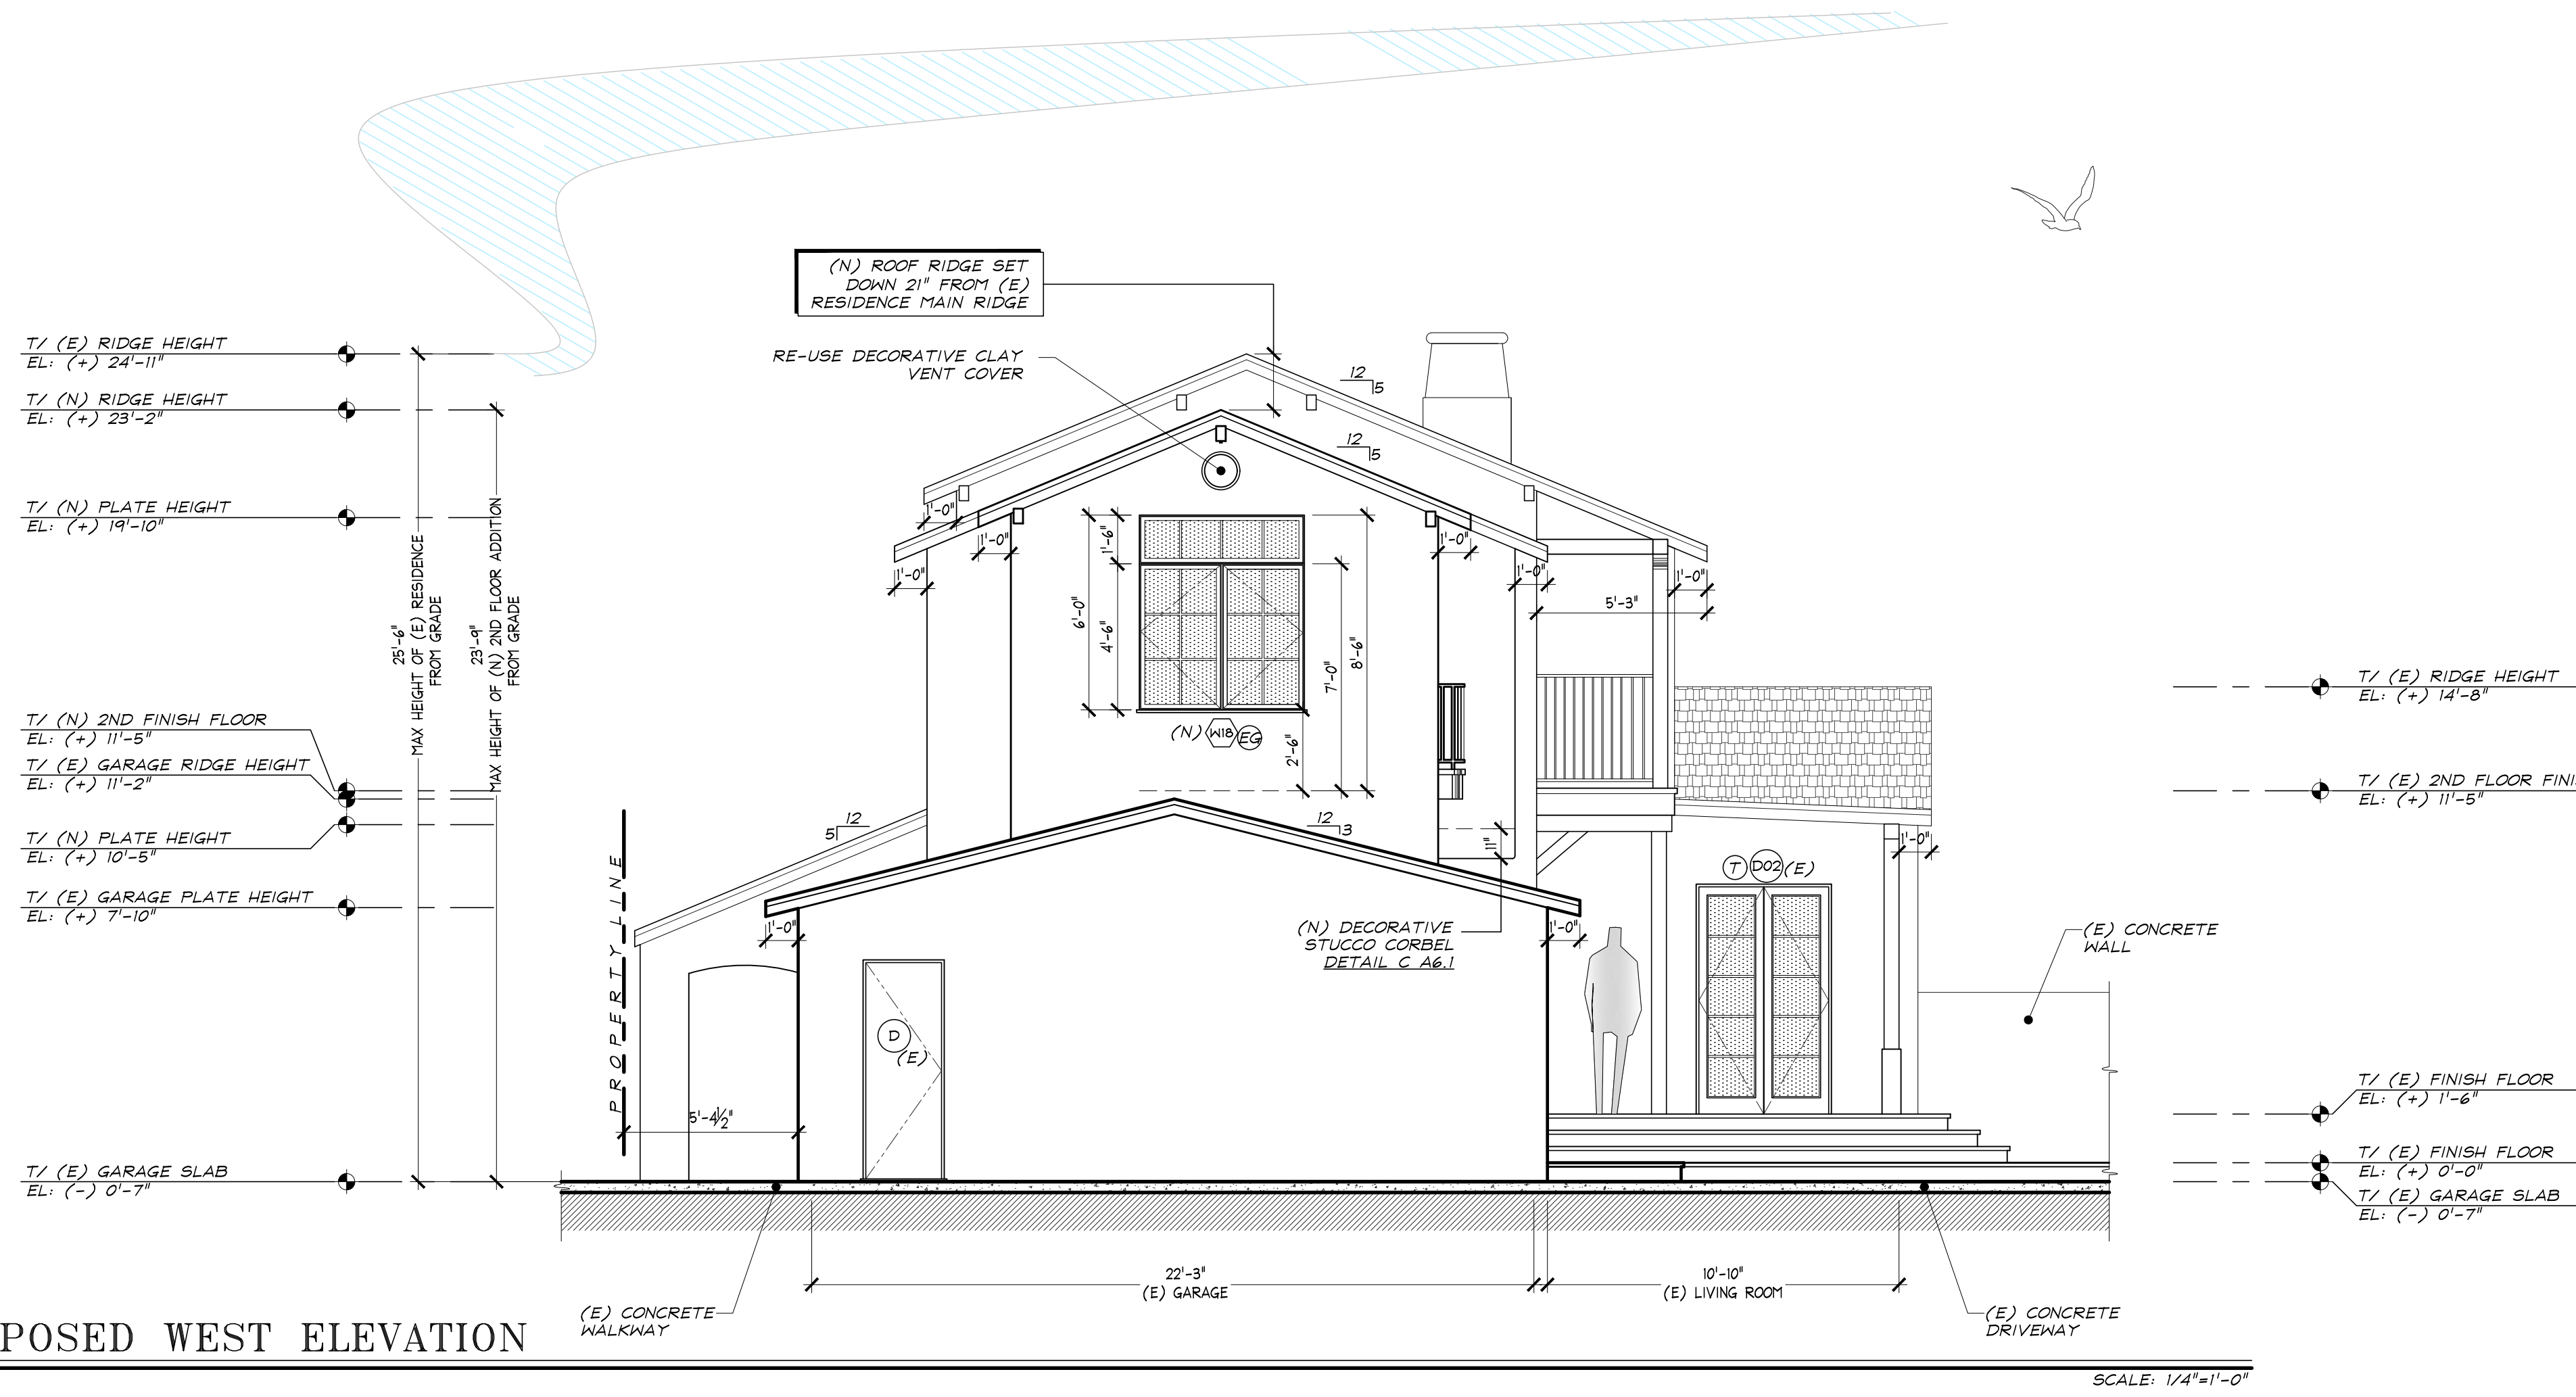 (N) ROOF RIDGE SET
DOWN 21" FROM (E)
RESIDENCE MAIN RIDGE
RE-USE DECORATIVE CLAY
VENT COVER
T/ (E) RIDGE HEIGHT
EL: (+) 24'-11"
T/ (N) RIDGE HEIGHT
EL: (+) 23'-2"
T/ (N) PLATE HEIGHT
EL: (+) 19'-10"
T/ (N) 2ND FINISH FLOOR
EL: (+) 11'-5"
T/ (E) GARAGE RIDGE HEIGHT
EL: (+) 11'-2"
T/ (N) PLATE HEIGHT
EL: (+) 10'-5"
T/ (E) GARAGE PLATE HEIGHT
EL: (+) 7'-10"
T/ (E) GARAGE SLAB
EL: (-) 0'-7"
25'-6"
MAX HEIGHT OF (E) RESIDENCE
FROM GRADE
23'-9"
MAX HEIGHT OF (N) 2ND FLOOR ADDITION
FROM GRADE
12
5
12
5
1'-0"
1'-0"
1'-0"
1'-0"
1'-0"
1'-0"
5'-3"
6'-0"
1'-6"
4'-6"
7'-0"
8'-6"
2'-6"
(N) W18 EG
12
5
12
3
11"
PROPERTY LINE
1'-0"
1'-0"
1'-0"
(N) DECORATIVE
STUCCO CORBEL
DETAIL C A6.1
T D02 (E)
D
(E)
5'-4½"
(E) CONCRETE
WALL
T/ (E) RIDGE HEIGHT
EL: (+) 14'-8"
T/ (E) 2ND FLOOR FINI
EL: (+) 11'-5"
T/ (E) FINISH FLOOR
EL: (+) 1'-6"
T/ (E) FINISH FLOOR
EL: (+) 0'-0"
T/ (E) GARAGE SLAB
EL: (-) 0'-7"
22'-3"
(E) GARAGE
10'-10"
(E) LIVING ROOM
(E) CONCRETE
WALKWAY
(E) CONCRETE
DRIVEWAY
POSED WEST ELEVATION
SCALE: 1/4"=1'-0"